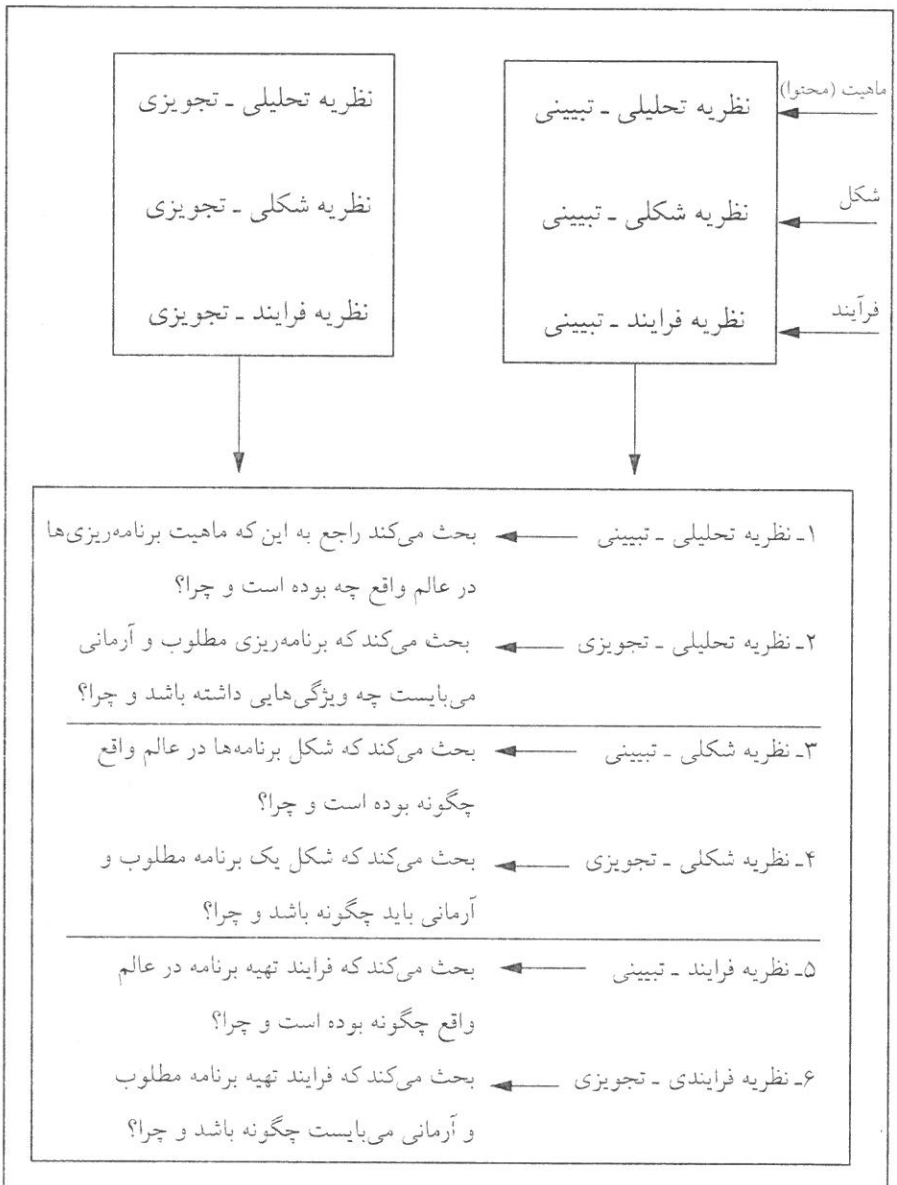 ماهیت (محتوا)
نظریه تحلیلی ـ تبیینی
نظریه تحلیلی ـ تجویزی
شکل
نظریه شکلی ـ تبیینی
نظریه شکلی ـ تجویزی
فرآیند
نظریه فرایند ـ تبیینی
نظریه فرایند ـ تجویزی
۱ـ نظریه تحلیلی ـ تبیینی بحث می‌کند راجع به این که ماهیت برنامه‌ریزی‌ها
در عالم واقع چه بوده است و چرا؟
۲ـ نظریه تحلیلی ـ تجویزی بحث می‌کند که برنامه‌ریزی مطلوب و آرمانی
می‌بایست چه ویژگی‌هایی داشته باشد و چرا؟
۳ـ نظریه شکلی ـ تبیینی بحث می‌کند که شکل برنامه‌ها در عالم واقع
چگونه بوده است و چرا؟
۴ـ نظریه شکلی ـ تجویزی بحث می‌کند که شکل یک برنامه مطلوب و
آرمانی باید چگونه باشد و چرا؟
۵ـ نظریه فرایند ـ تبیینی بحث می‌کند که فرایند تهیه برنامه در عالم
واقع چگونه بوده است و چرا؟
۶ـ نظریه فرایندی ـ تجویزی بحث می‌کند که فرایند تهیه برنامه مطلوب
و آرمانی می‌بایست چگونه باشد و چرا؟